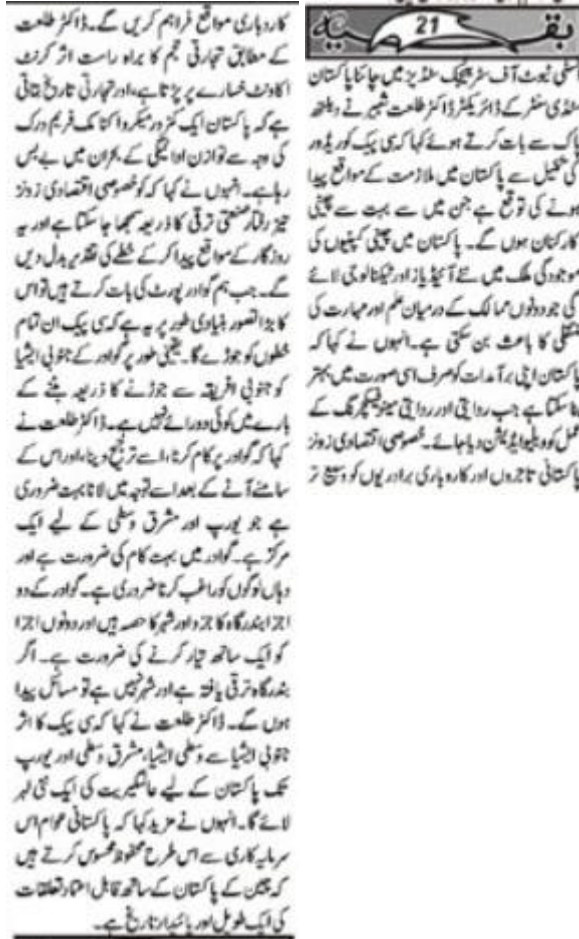 بقیہ 21
انسٹی ٹیوٹ آف سٹریٹیجک سٹڈیز میں چائنا پاکستان
سٹڈی سنٹر کے ڈائریکٹر ڈاکٹر طلعت شبیر نے ویلتھ
پاک سے بات کرتے ہوئے کہا کہ سی پیک کوریڈور
کی تکمیل سے پاکستان میں ملازمت کے مواقع پیدا
ہونے کی توقع ہے جن میں سے بہت سے چینی
کارکنان ہوں گے۔ پاکستان میں چینی کمپنیوں کی
موجودگی ملک میں نئے آئیڈیاز اور ٹیکنالوجی لائے
گی جو دونوں ممالک کے درمیان علم اور مہارت کی
منتقلی کا باعث بن سکتی ہے۔ انہوں نے کہا کہ
پاکستان اپنی برآمدات کو صرف اسی صورت میں بہتر
بنا سکتا ہے جب روایتی اور روایتی مینوفیکچرنگ کے
عمل کو ویلیو ایڈیشن دیا جائے۔ خصوصی اقتصادی زونز
پاکستانی تاجروں اور کاروباری برادریوں کو وسیع تر
کاروباری مواقع فراہم کریں گے۔ ڈاکٹر طلعت
کے مطابق تجارتی حجم کا براہ راست اثر کرنٹ
اکاؤنٹ خسارے پر پڑتا ہے، اور تجارتی تاریخ بتاتی
ہے کہ پاکستان ایک کمزور میکرو اکنامک فریم ورک
کی وجہ سے توازن ادائیگی کے بحران میں بے بس
رہا ہے۔ انہوں نے کہا کہ کو خصوصی اقتصادی زونز
تیز رفتار صنعتی ترقی کا ذریعہ سمجھا جا سکتا ہے اور یہ
روزگار کے مواقع پیدا کر کے خطے کی تقدیر بدل دیں
گے۔ جب ہم گوادر پورٹ کی بات کرتے ہیں تو اس
کا بڑا تصور بنیادی طور پر یہ ہے کہ سی پیک ان تمام
خطوں کو جوڑے گا۔ یقینی طور پر گوادر کے جنوبی ایشیا
کو جنوبی افریقہ سے جوڑنے کا ذریعہ بننے کے
بارے میں کوئی دورائے نہیں ہے۔ ڈاکٹر طلعت نے
کہا کہ گوادر پر کام کرنا، اسے ترجیح دینا، اور اس کے
سامنے آنے کے بعد اسے توجہ میں لانا بہت ضروری
ہے جو یورپ اور مشرق وسطی کے لیے ایک
مرکز ہے۔ گوادر میں بہت کام کی ضرورت ہے اور
وہاں لوگوں کو راغب کرنا ضروری ہے۔ گوادر کے دو
اجزا بندرگاہ کا جزو اور شہر کا حصہ ہیں اور دونوں اجزا
کو ایک ساتھ تیار کرنے کی ضرورت ہے۔ اگر
بندرگاہ ترقی یافتہ ہے اور شہر نہیں ہے تو مسائل پیدا
ہوں گے۔ ڈاکٹر طلعت نے کہا کہ سی پیک کا اثر
جنوبی ایشیا سے وسطی ایشیا، مشرق وسطی اور یورپ
تک پاکستان کے لیے عالمگیریت کی ایک نئی لہر
لائے گا۔ انہوں نے مزید کہا کہ پاکستانی عوام اس
سرمایہ کاری سے اس طرح محفوظ محسوس کرتے ہیں
کہ چین کے پاکستان کے ساتھ قابل اعتماد تعلقات
کی ایک طویل اور پائیدار تاریخ ہے۔